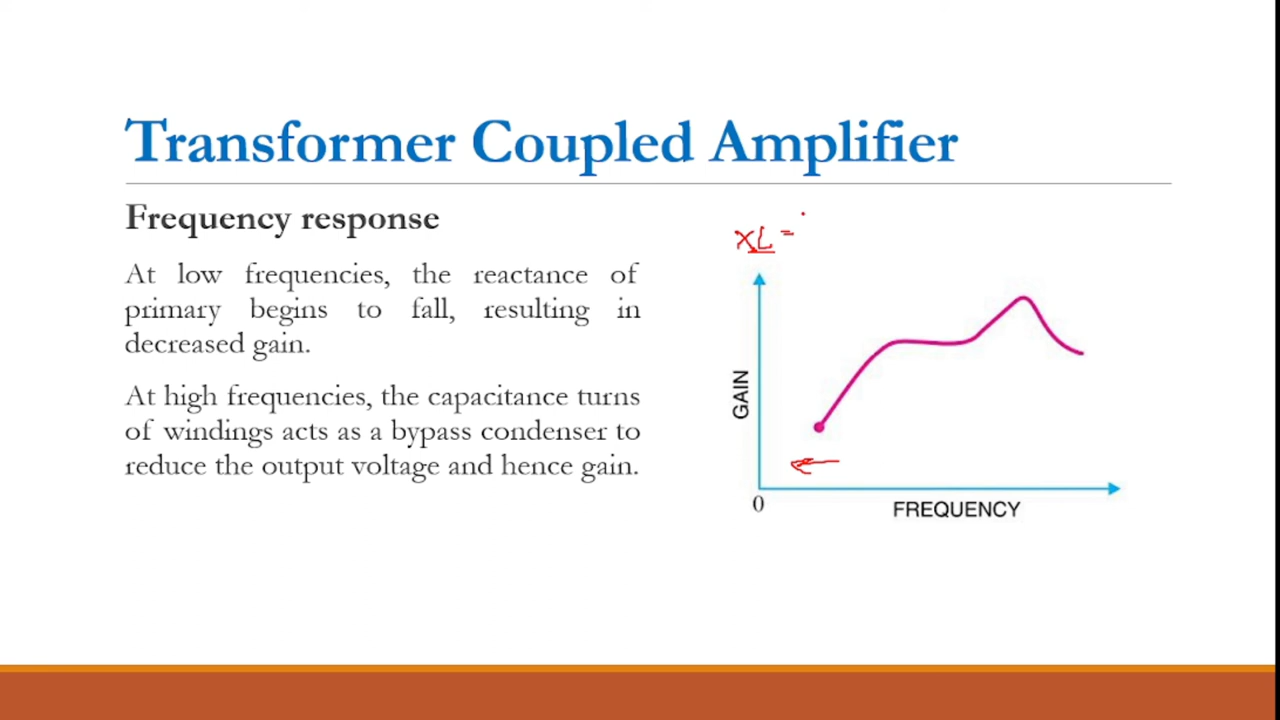 Transformer Coupled Amplifier
Frequency response
At low frequencies, the reactance of
primary begins to fall, resulting in
decreased gain.
At high frequencies, the capacitance turns
of windings acts as a bypass condenser to
reduce the output voltage and hence gain.
XL =
GAIN
0
FREQUENCY